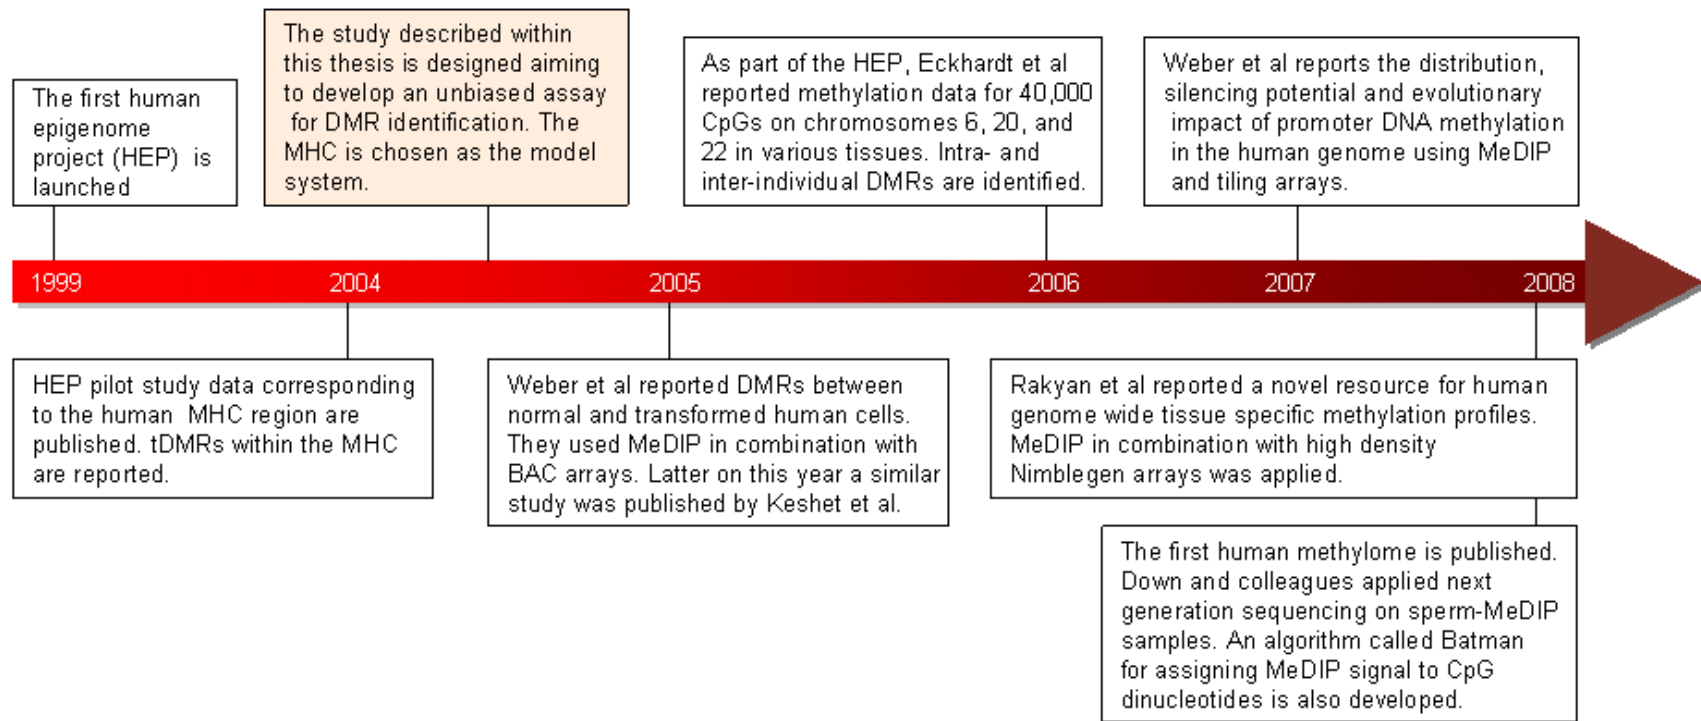 The first human
epigenome
project (HEP) is
launched
The study described within
this thesis is designed aiming
to develop an unbiased assay
for DMR identification. The
MHC is chosen as the model
system.
As part of the HEP, Eckhardt et al
reported methylation data for 40,000
CpGs on chromosomes 6, 20, and
22 in various tissues. Intra- and
inter-individual DMRs are identified.
Weber et al reports the distribution,
silencing potential and evolutionary
impact of promoter DNA methylation
in the human genome using MeDIP
and tiling arrays.
1999 2004 2005 2006 2007 2008
HEP pilot study data corresponding
to the human MHC region are
published. tDMRs within the MHC
are reported.
Weber et al reported DMRs between
normal and transformed human cells.
They used MeDIP in combination with
BAC arrays. Latter on this year a similar
study was published by Keshet et al.
Rakyan et al reported a novel resource for human
genome wide tissue specific methylation profiles.
MeDIP in combination with high density
Nimblegen arrays was applied.
The first human methylome is published.
Down and colleagues applied next
generation sequencing on sperm-MeDIP
samples. An algorithm called Batman
for assigning MeDIP signal to CpG
dinucleotides is also developed.